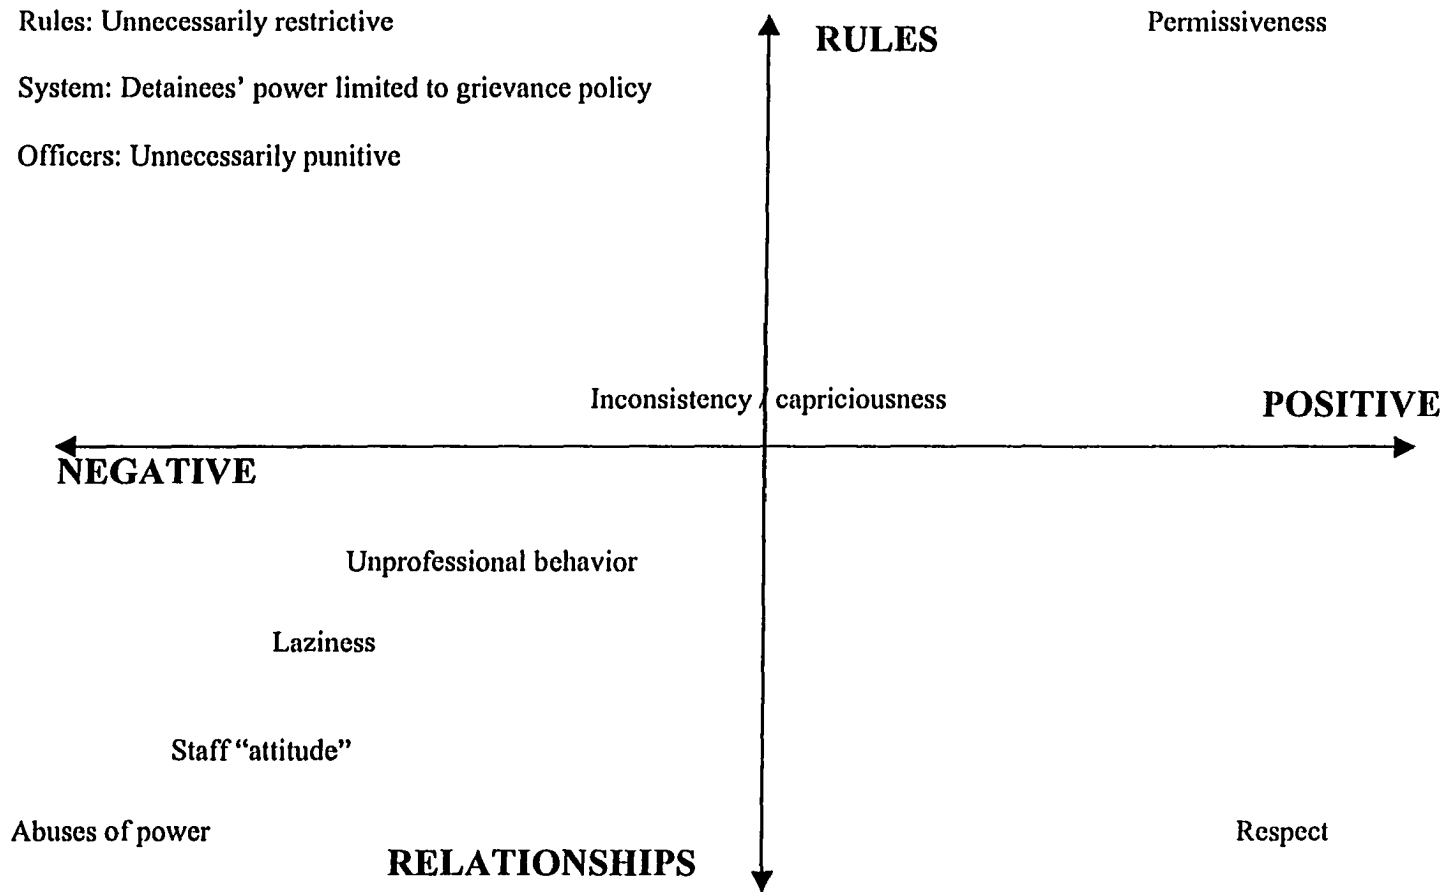 Rules: Unnecessarily restrictive
RULES
Permissiveness
System: Detainees' power limited to grievance policy
Officers: Unnecessarily punitive
Inconsistency / capriciousness
POSITIVE
NEGATIVE
Unprofessional behavior
Laziness
Staff "attitude"
Abuses of power
Respect
RELATIONSHIPS